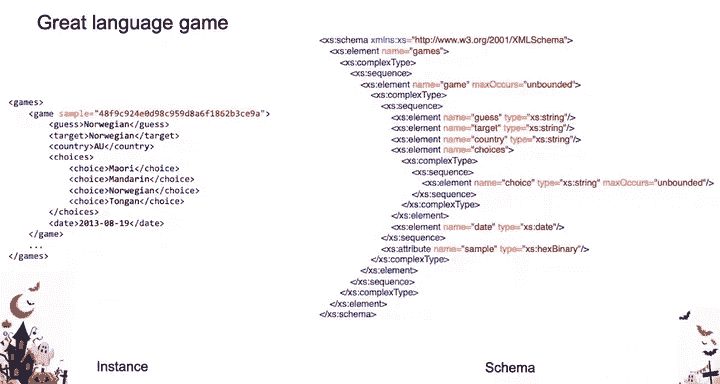 Great language game
<games>
<game sample="48f9c924e0d98c959d8a6f1862b3ce9a">
<guess>Norwegian</guess>
<target>Norwegian</target>
<country>AU</country>
<choices>
<choice>Maori</choice>
<choice>Mandarin</choice>
<choice>Norwegian</choice>
<choice>Tongan</choice>
</choices>
<date>2013-08-19</date>
</game>
...
</games>
Instance
<xs:schema xmlns:xs="http://www.w3.org/2001/XMLSchema">
<xs:element name="games">
<xs:complexType>
<xs:sequence>
<xs:element name="game" maxOccurs="unbounded">
<xs:complexType>
<xs:sequence>
<xs:element name="guess" type="xs:string"/>
<xs:element name="target" type="xs:string"/>
<xs:element name="country" type="xs:string"/>
<xs:element name="choices">
<xs:complexType>
<xs:sequence>
<xs:element name="choice" type="xs:string" maxOccurs="unbounded"/>
</xs:sequence>
</xs:complexType>
</xs:element>
<xs:element name="date" type="xs:date"/>
</xs:sequence>
<xs:attribute name="sample" type="xs:hexBinary"/>
</xs:complexType>
</xs:element>
</xs:sequence>
</xs:complexType>
</xs:element>
</xs:schema>
Schema